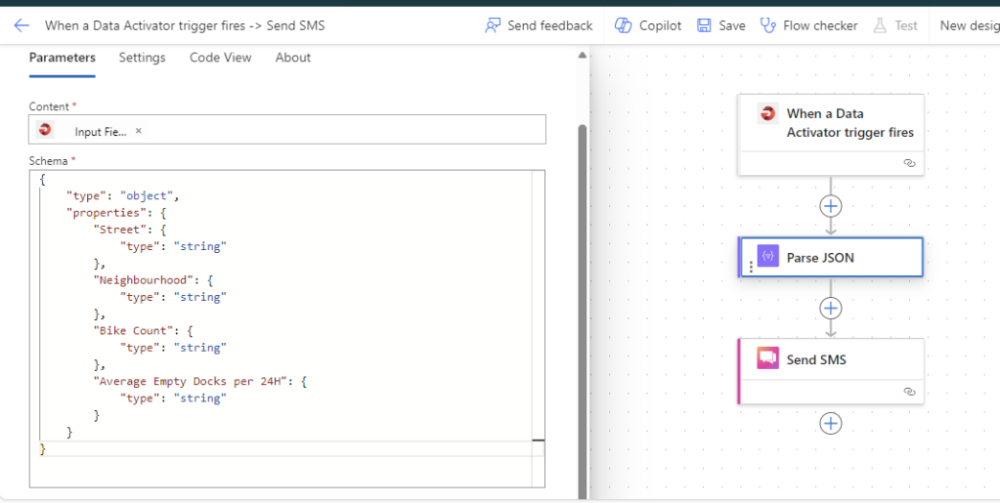 When a Data Activator trigger fires -> Send SMS
Send feedback
Copilot
Save
Flow checker
Test
New desig
Parameters
Settings
Code View
About
Content *
Input Fie... ×
Schema *
{
    "type": "object",
    "properties": {
        "Street": {
            "type": "string"
        },
        "Neighbourhood": {
            "type": "string"
        },
        "Bike Count": {
            "type": "string"
        },
        "Average Empty Docks per 24H": {
            "type": "string"
        }
    }
}
When a Data
Activator trigger fires
Parse JSON
Send SMS